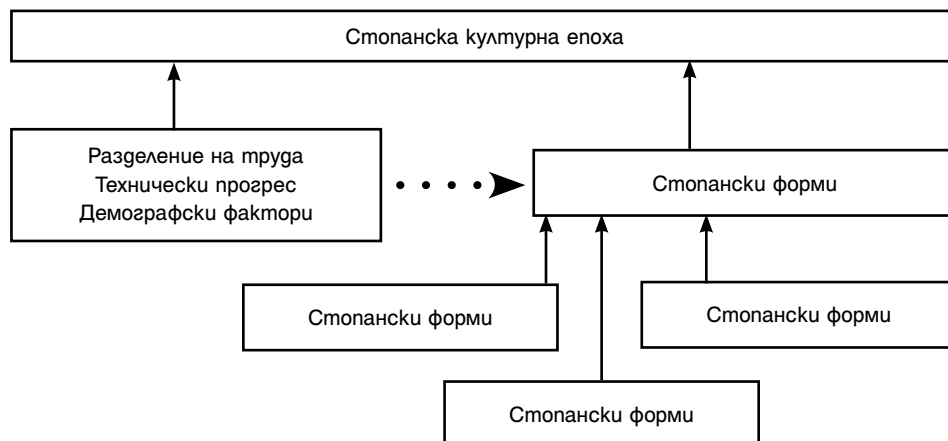 Стопанска културна епоха
Разделение на труда
Технически прогрес
Демографски фактори
Стопански форми
Стопански форми
Стопански форми
Стопански форми